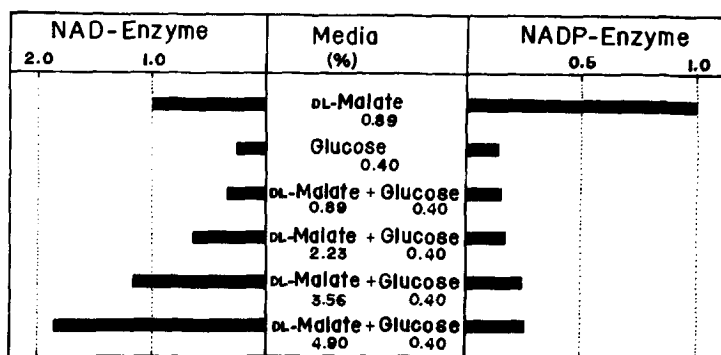 NAD-Enzyme Media NADP-Enzyme
(%)
2.0 1.0 0.5 1.0
DL-Malate
0.89
Glucose
0.40
DL-Malate + Glucose
0.89 0.40
DL-Malate + Glucose
2.23 0.40
DL-Malate + Glucose
3.56 0.40
DL-Malate + Glucose
4.90 0.40